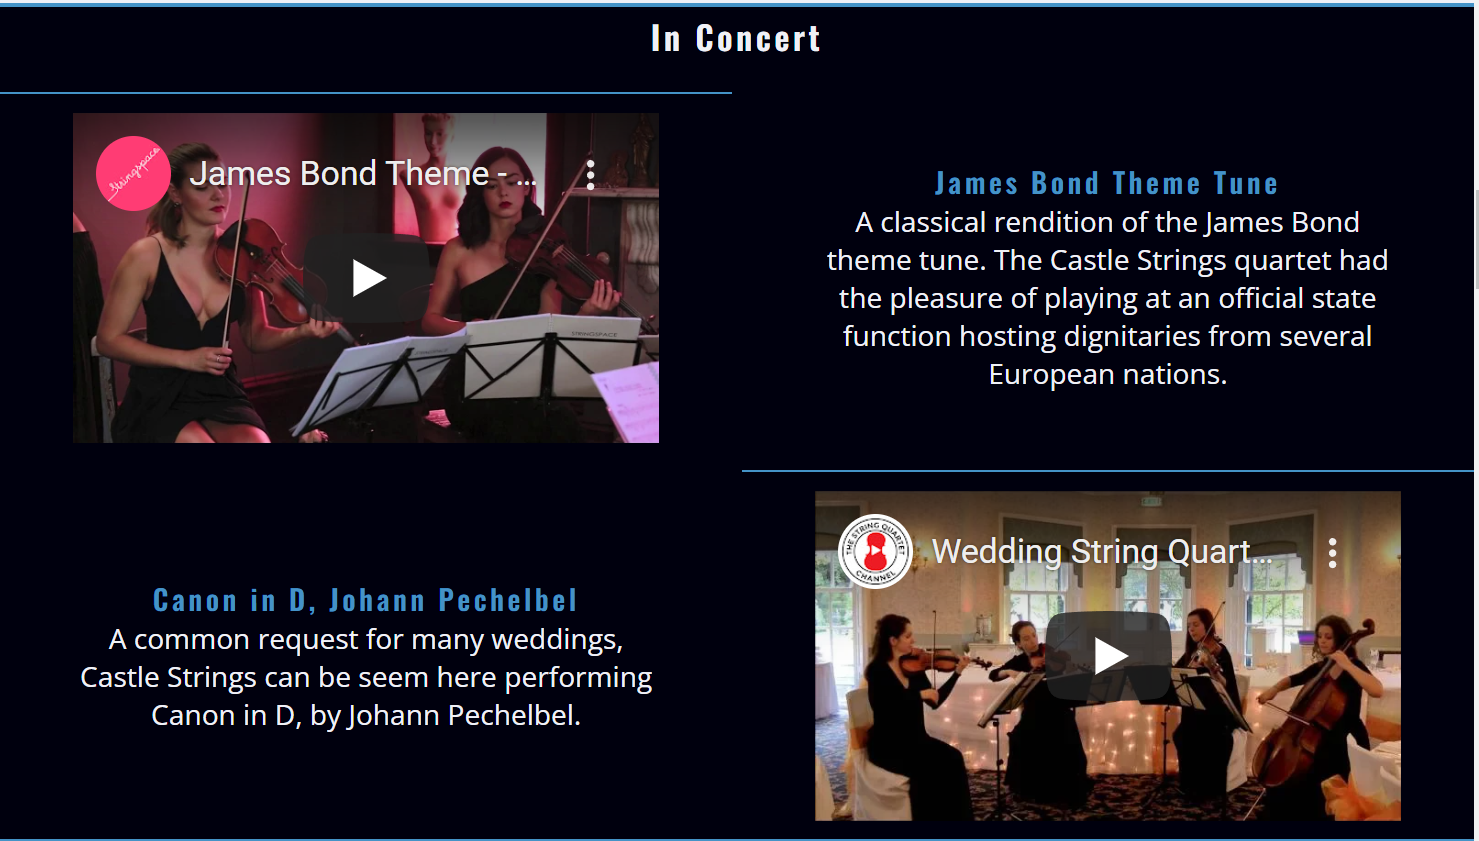 In Concert
stringspace
James Bond Theme - ...
STRINGSPACE
James Bond Theme Tune
A classical rendition of the James Bond
theme tune. The Castle Strings quartet had
the pleasure of playing at an official state
function hosting dignitaries from several
European nations.
Canon in D, Johann Pechelbel
A common request for many weddings,
Castle Strings can be seem here performing
Canon in D, by Johann Pechelbel.
THE STRING QUARTET
CHANNEL
Wedding String Quart...